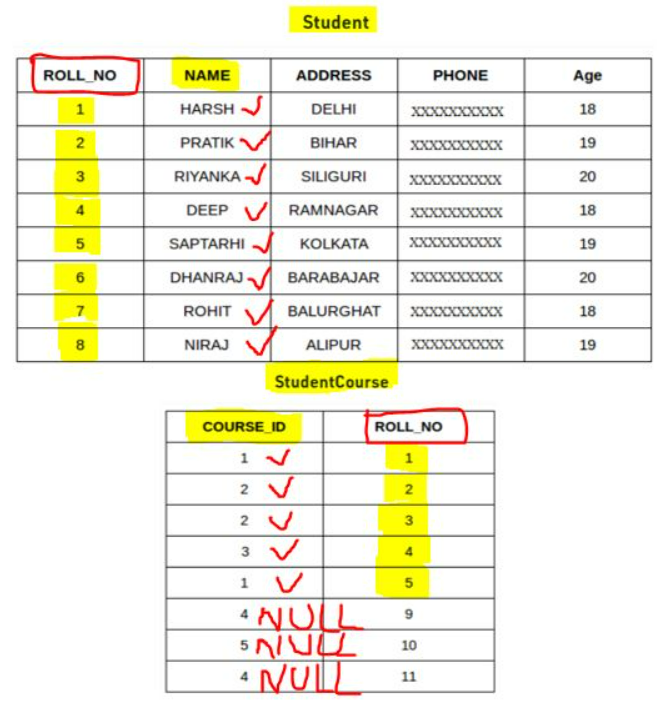 Student
ROLL_NO NAME ADDRESS PHONE Age
1 HARSH DELHI XXXXXXXXXX 18
2 PRATIK BIHAR XXXXXXXXXX 19
3 RIYANKA SILIGURI XXXXXXXXXX 20
4 DEEP RAMNAGAR XXXXXXXXXX 18
5 SAPTARHI KOLKATA XXXXXXXXXX 19
6 DHANRAJ BARABAJAR XXXXXXXXXX 20
7 ROHIT BALURGHAT XXXXXXXXXX 18
8 NIRAJ ALIPUR XXXXXXXXXX 19
StudentCourse
COURSE_ID ROLL_NO
1 1
2 2
2 3
3 4
1 5
4 NULL 9
5 NULL 10
4 NULL 11